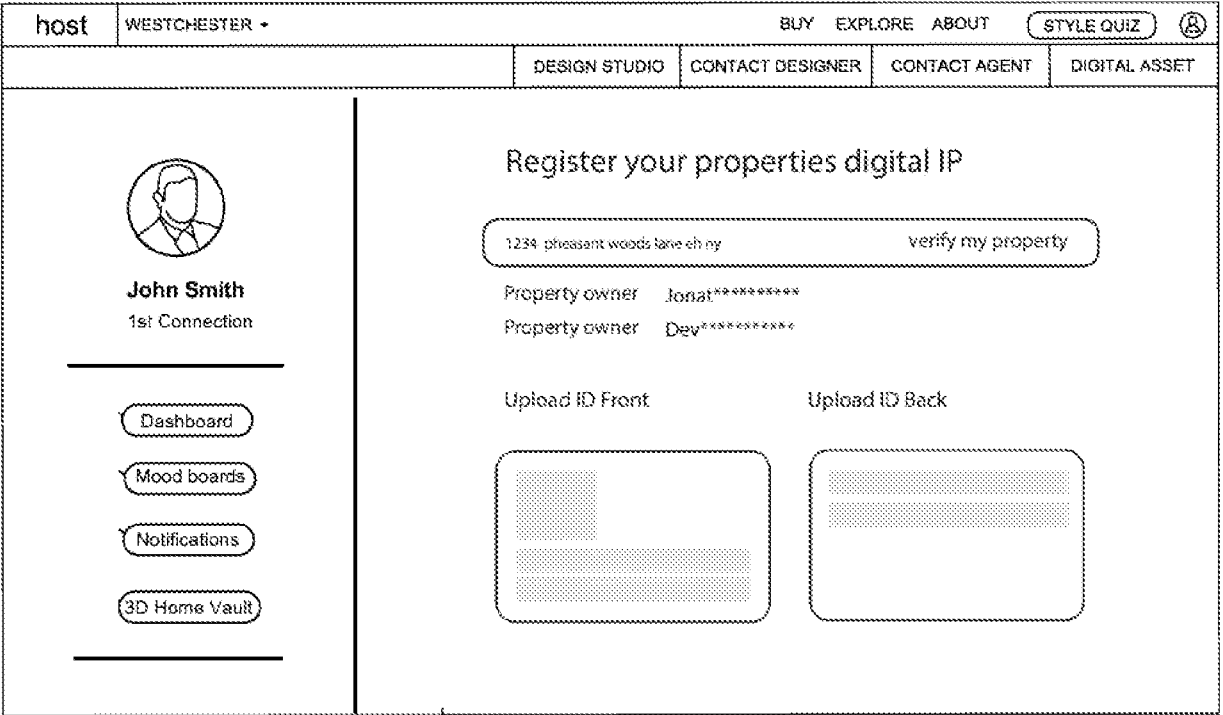 host WESTCHESTER BUY EXPLORE ABOUT STYLE QUIZ
DESIGN STUDIO CONTACT DESIGNER CONTACT AGENT DIGITAL ASSET
John Smith
1st Connection
Dashboard
Mood boards
Notifications
3D Home Vault
Register your properties digital IP
1234 pheasant woods lane eh ny verify my property
Property owner Jonat**********
Property owner Dev***********
Upload ID Front Upload ID Back